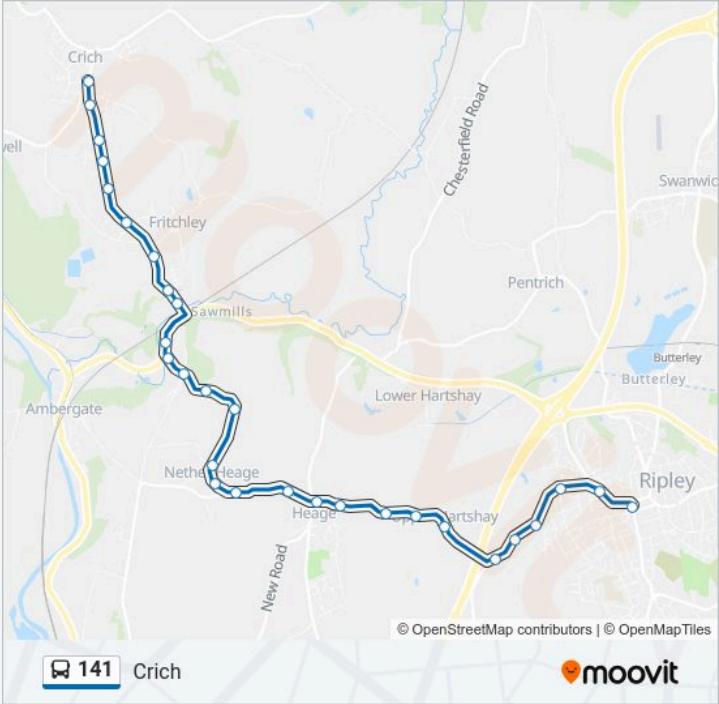 Crich
Chesterfield Road
well
Swanwic
Fritchley
Pentrich
Sawmills
Butterley
Butterley
Lower Hartshay
Ambergate
Nether Heage
Ripley
Heage
Upper Hartshay
New Road
© OpenStreetMap contributors | © OpenMapTiles
141 Crich
moovit